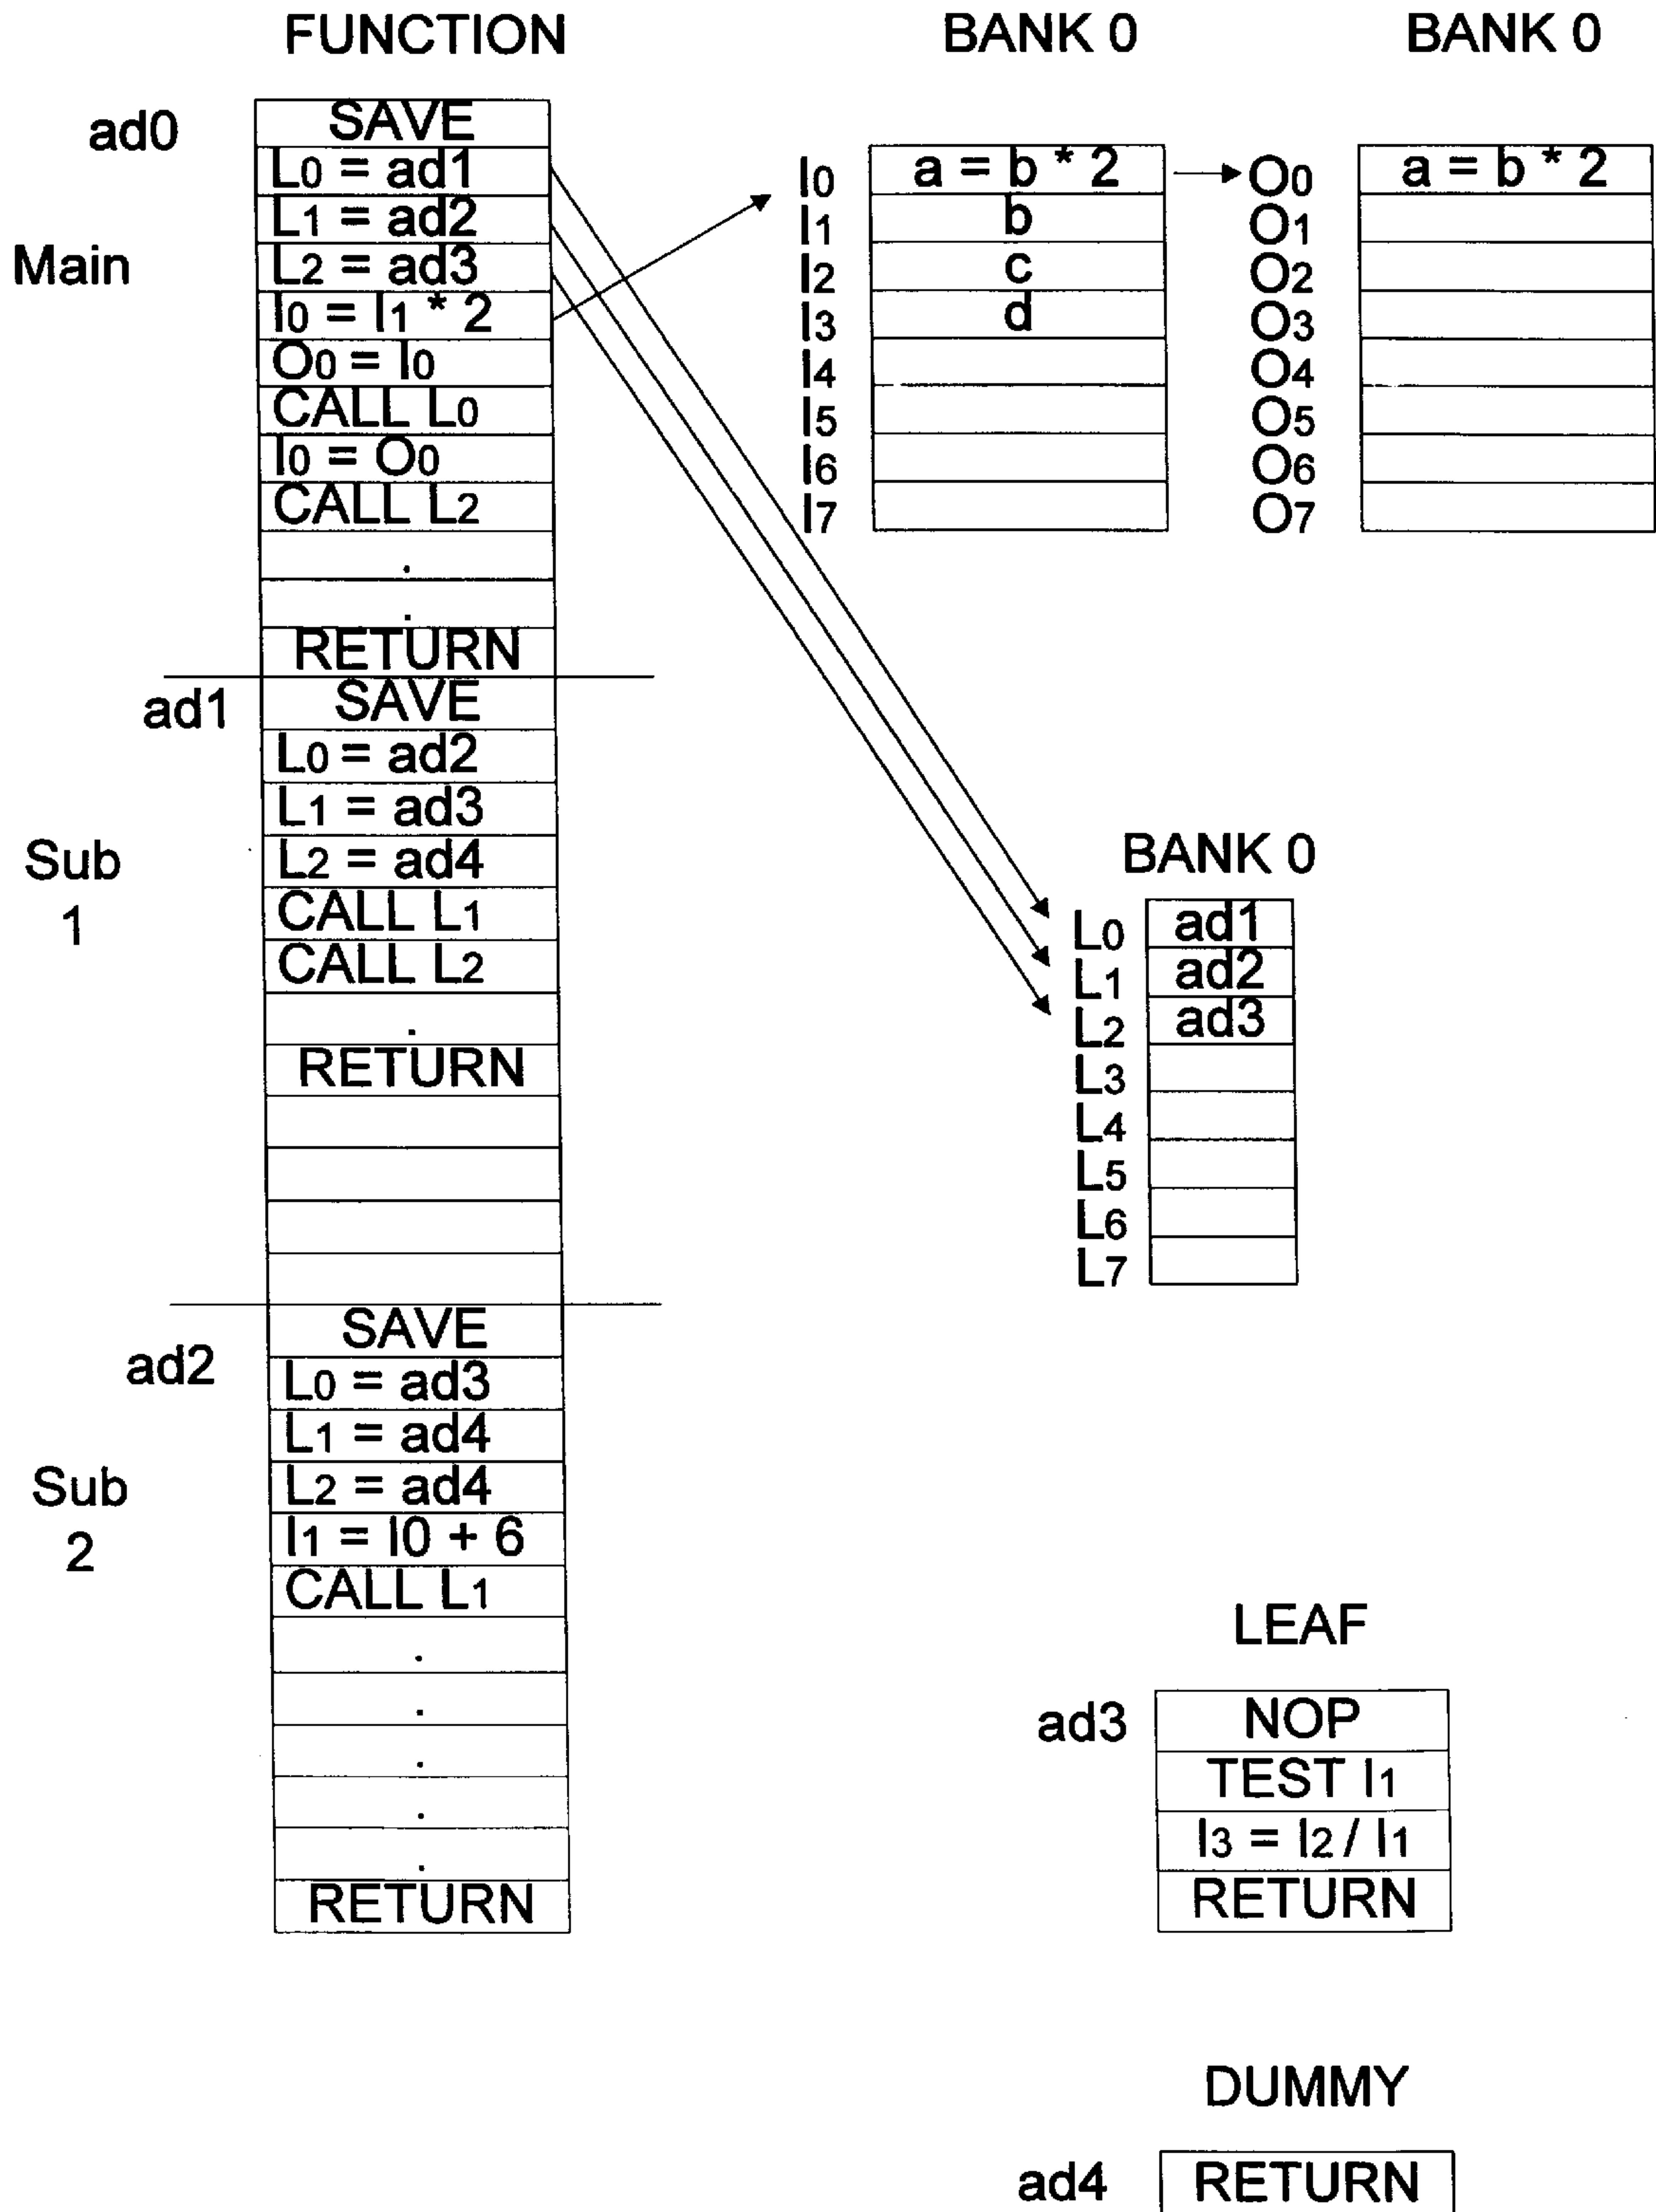 FUNCTION
ad0
Main
SAVE
L0 = ad1
L1 = ad2
L2 = ad3
I0 = I1 * 2
O0 = I0
CALL L0
I0 = O0
CALL L2
.
.
RETURN
ad1
Sub
1
SAVE
L0 = ad2
L1 = ad3
L2 = ad4
CALL L1
CALL L2
.
RETURN
ad2
Sub
2
SAVE
L0 = ad3
L1 = ad4
L2 = ad4
I1 = I0 + 6
CALL L1
.
.
.
.
.
RETURN
BANK 0
I0 a = b * 2
I1 b
I2 c
I3 d
I4
I5
I6
I7
BANK 0
O0 a = b * 2
O1
O2
O3
O4
O5
O6
O7
BANK 0
L0 ad1
L1 ad2
L2 ad3
L3
L4
L5
L6
L7
LEAF
ad3 NOP
TEST I1
I3 = I2 / I1
RETURN
DUMMY
ad4 RETURN